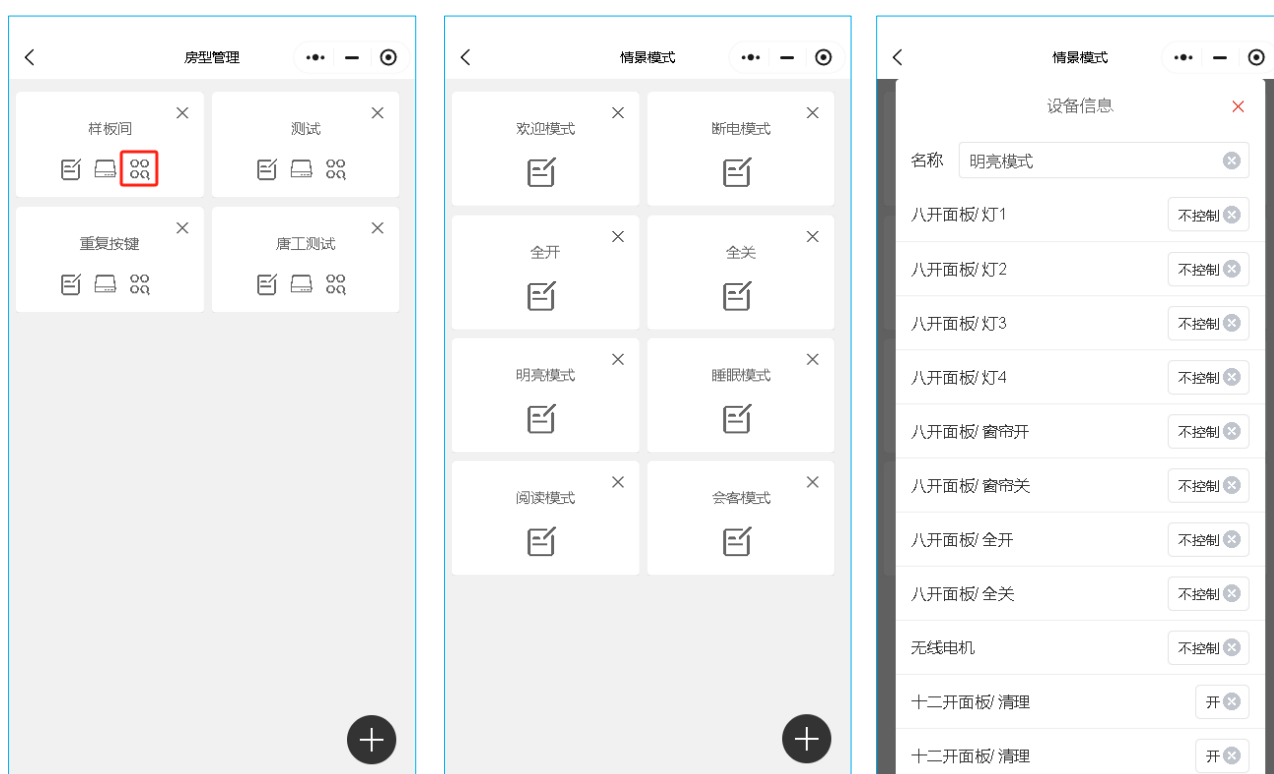 房型管理
样板间
测试
重复按键
唐工测试
情景模式
欢迎模式
断电模式
全开
全关
明亮模式
睡眠模式
阅读模式
会客模式
情景模式
设备信息
名称 明亮模式
八开面板/灯1 不控制
八开面板/灯2 不控制
八开面板/灯3 不控制
八开面板/灯4 不控制
八开面板/窗帘开 不控制
八开面板/窗帘关 不控制
八开面板/全开 不控制
八开面板/全关 不控制
无线电机 不控制
十二开面板/清理 开
十二开面板/清理 开